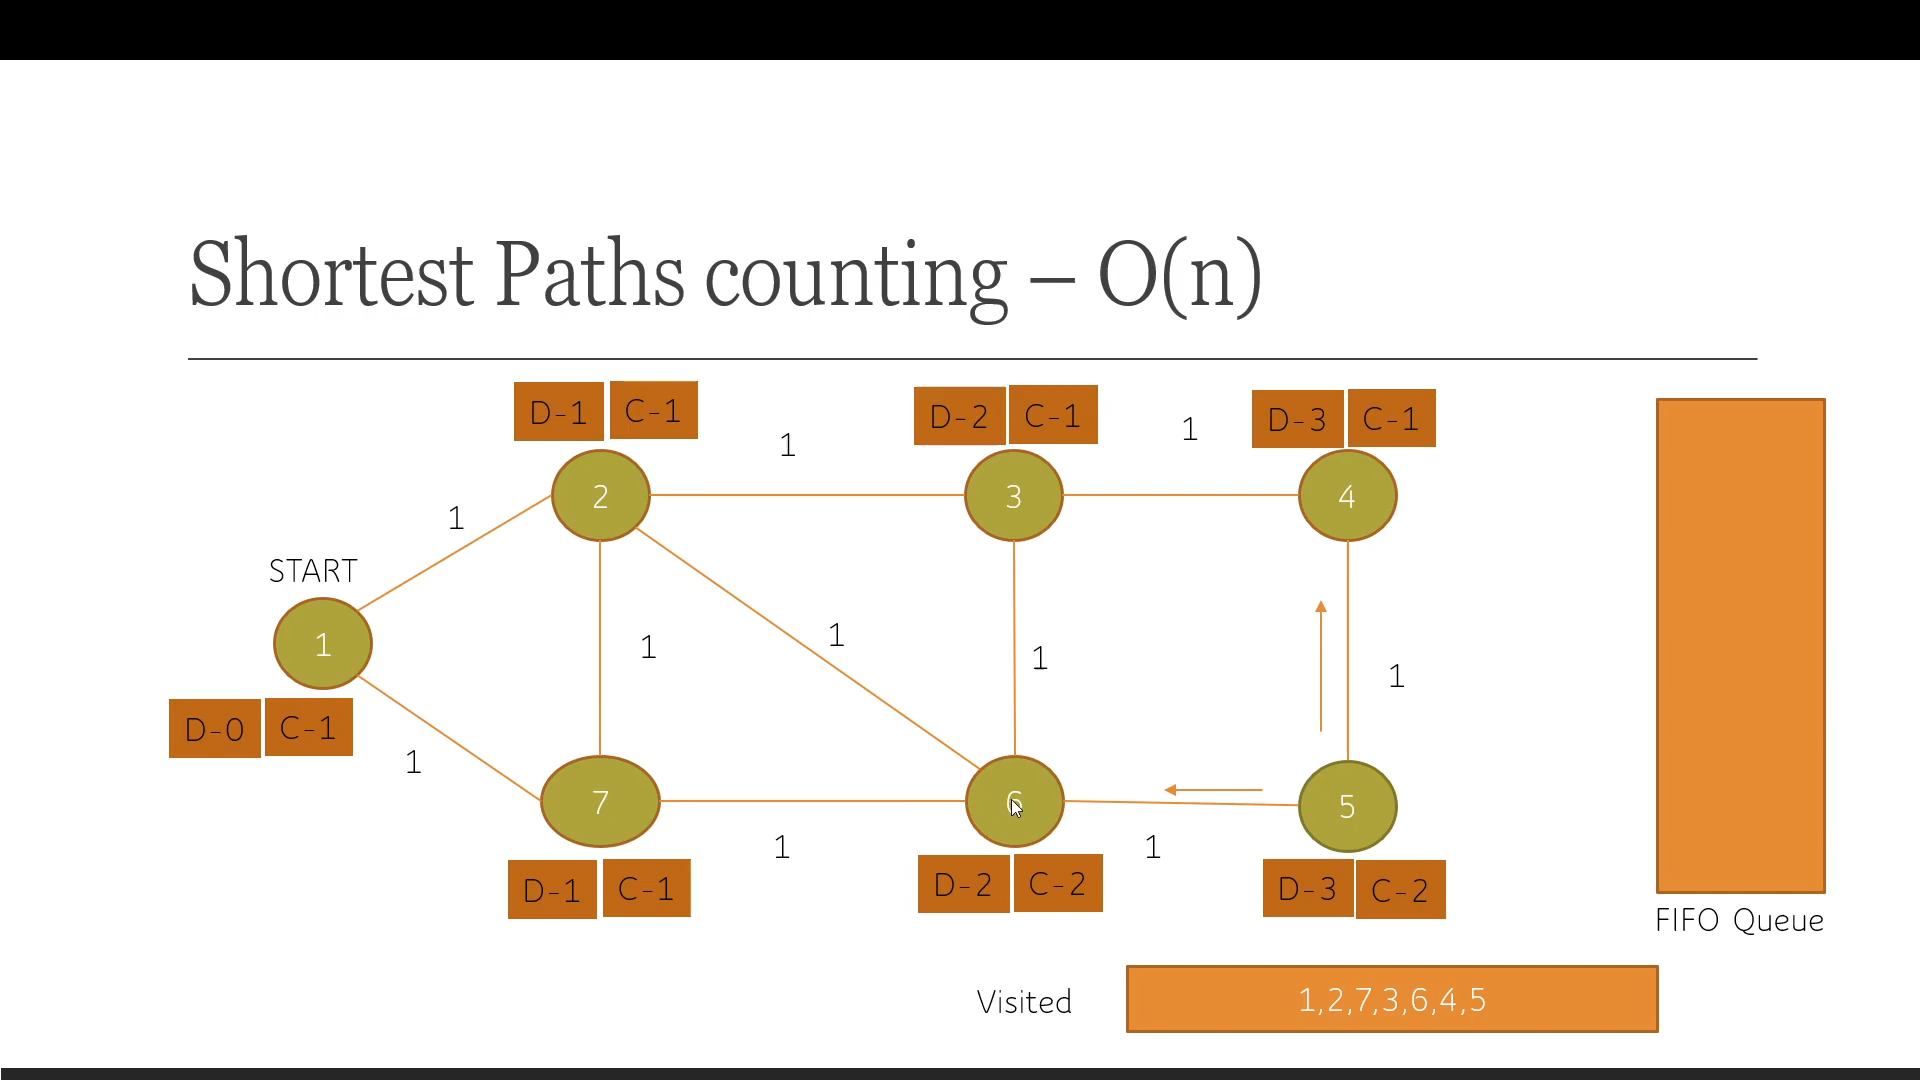 Shortest Paths counting – O(n)
D-1 C-1
D-2 C-1
D-3 C-1
1
1
2
3
4
1
START
1
1
1
1
1
D-0 C-1
1
7
6
5
1
1
D-1 C-1
D-2 C-2
D-3 C-2
FIFO Queue
Visited
1,2,7,3,6,4,5